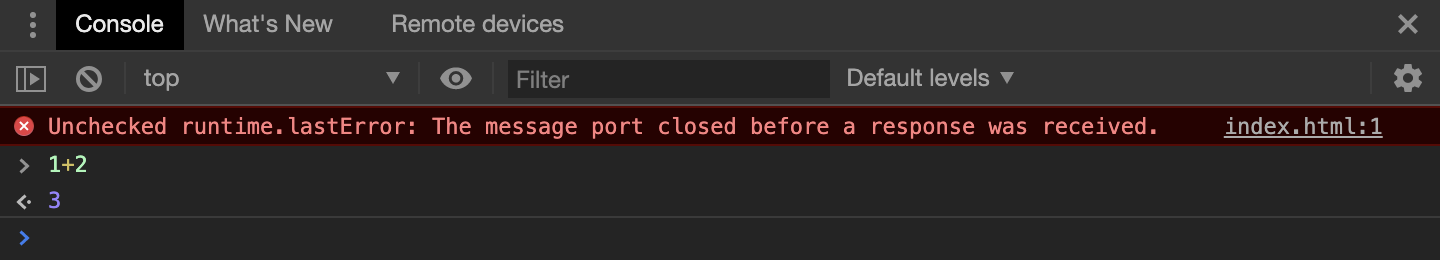 Console What's New Remote devices
top Filter Default levels
Unchecked runtime.lastError: The message port closed before a response was received. index.html:1
1+2
3